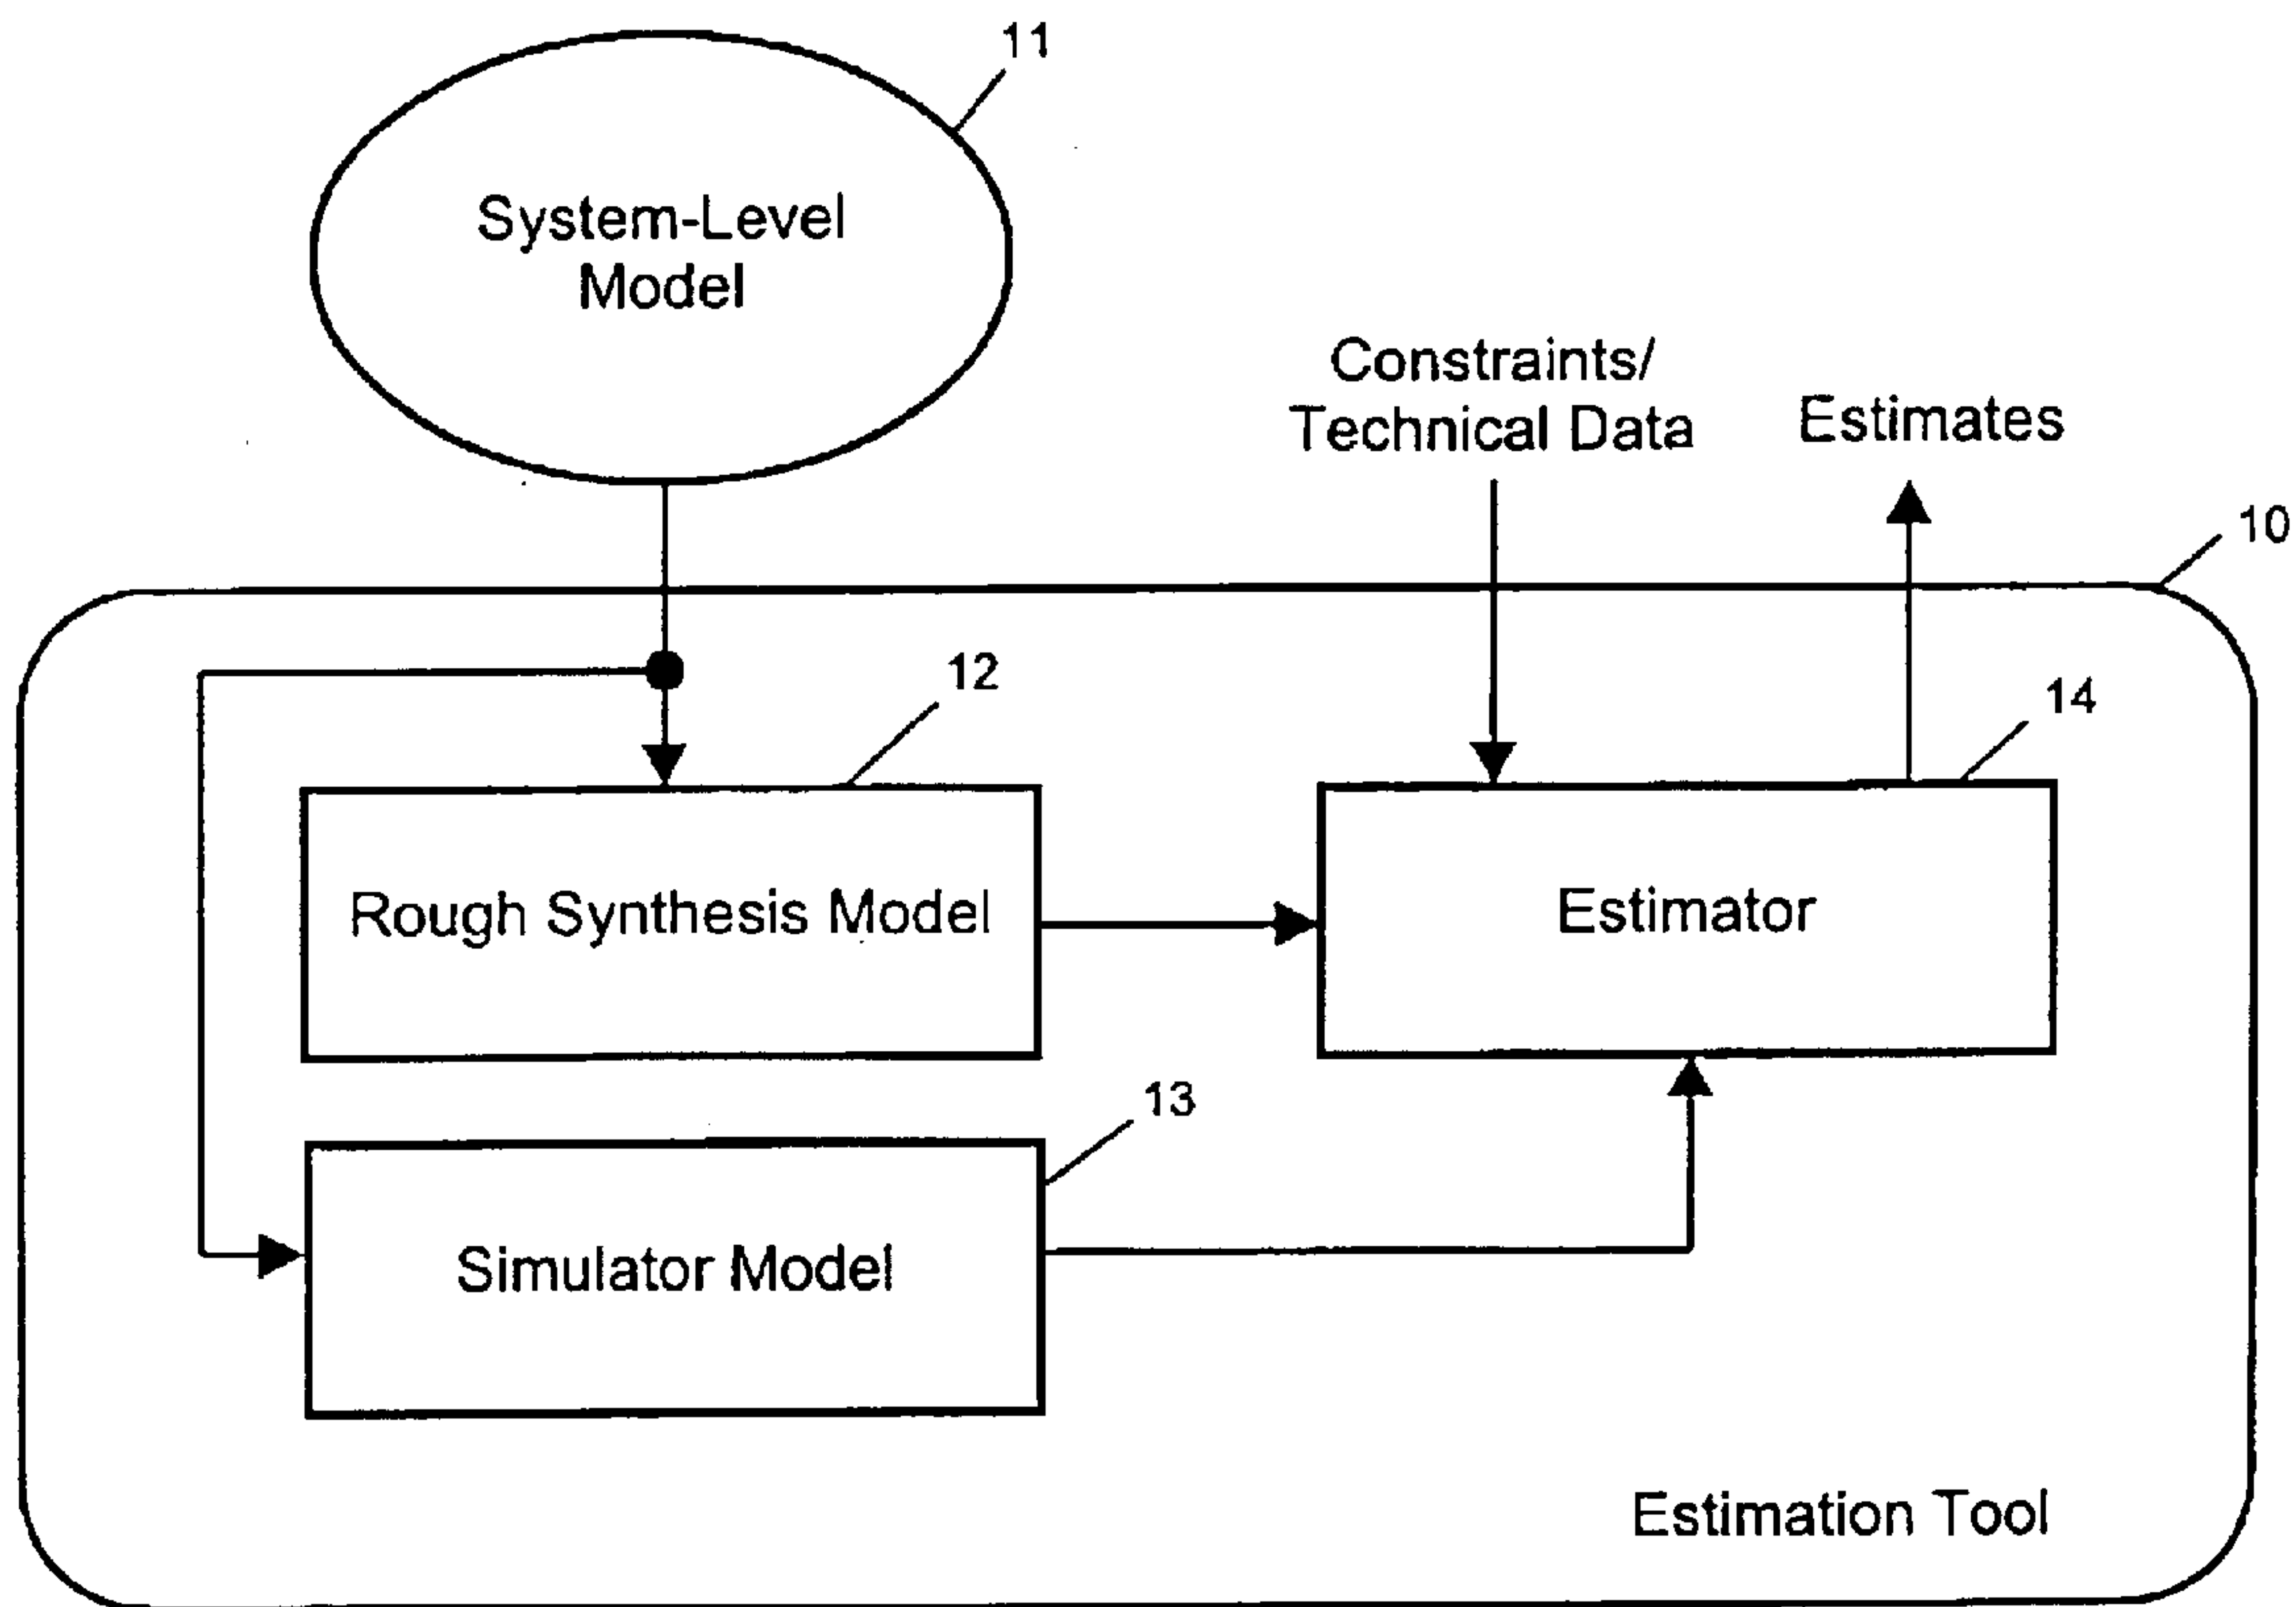 11
System-Level
Model
Constraints/
Technical Data
Estimates
10
12
14
Rough Synthesis Model
Estimator
13
Simulator Model
Estimation Tool